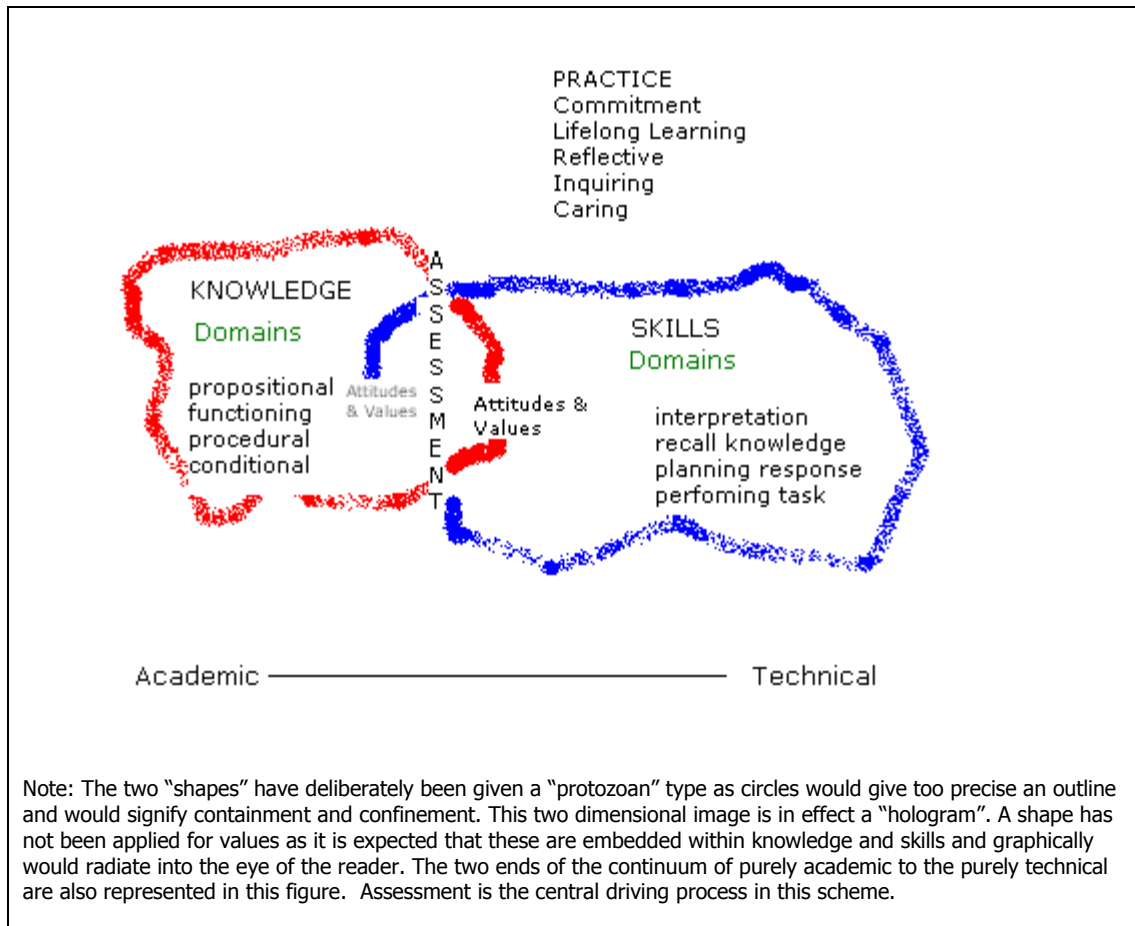 PRACTICE
Commitment
Lifelong Learning
Reflective
Inquiring
Caring
ASSESSMENT
KNOWLEDGE
Domains
propositional
functioning
procedural
conditional
Attitudes
& Values
Attitudes &
Values
SKILLS
Domains
interpretation
recall knowledge
planning response
perfoming task
Academic
Technical
Note: The two “shapes” have deliberately been given a “protozoan” type as circles would give too precise an outline
and would signify containment and confinement. This two dimensional image is in effect a “hologram”. A shape has
not been applied for values as it is expected that these are embedded within knowledge and skills and graphically
would radiate into the eye of the reader. The two ends of the continuum of purely academic to the purely technical
are also represented in this figure. Assessment is the central driving process in this scheme.